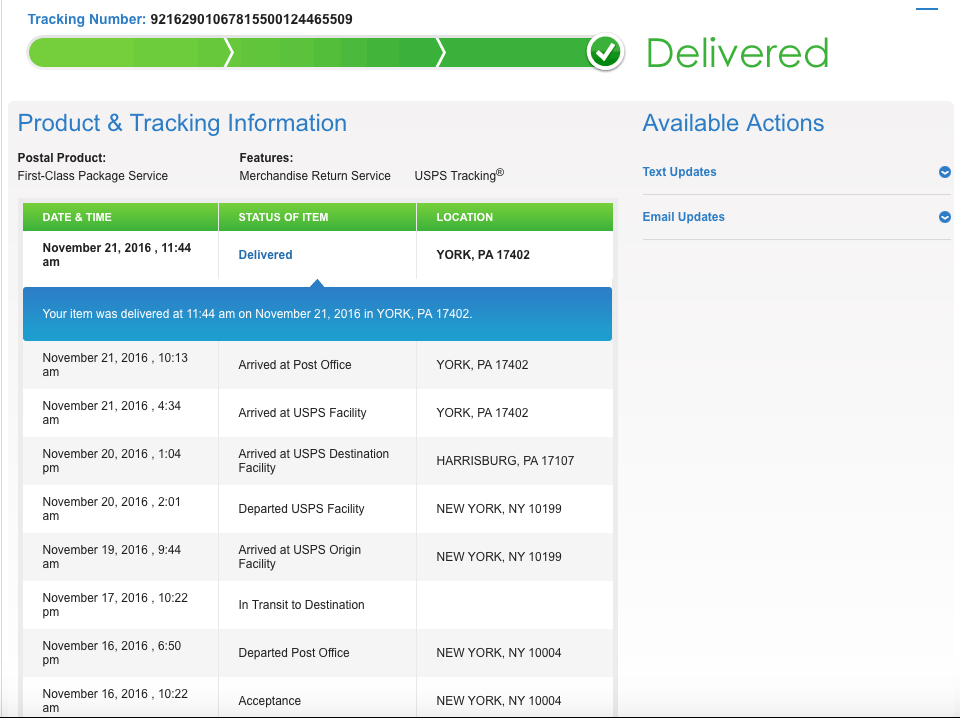 Tracking Number: 92162901067815500124465509
Delivered
Product & Tracking Information
Postal Product:
First-Class Package Service
Features:
Merchandise Return Service
USPS Tracking®
DATE & TIME STATUS OF ITEM LOCATION
November 21, 2016 , 11:44
am
Delivered
YORK, PA 17402
Your item was delivered at 11:44 am on November 21, 2016 in YORK, PA 17402.
November 21, 2016 , 10:13
am
Arrived at Post Office
YORK, PA 17402
November 21, 2016 , 4:34
am
Arrived at USPS Facility
YORK, PA 17402
November 20, 2016 , 1:04
pm
Arrived at USPS Destination
Facility
HARRISBURG, PA 17107
November 20, 2016 , 2:01
am
Departed USPS Facility
NEW YORK, NY 10199
November 19, 2016 , 9:44
am
Arrived at USPS Origin
Facility
NEW YORK, NY 10199
November 17, 2016 , 10:22
pm
In Transit to Destination
November 16, 2016 , 6:50
pm
Departed Post Office
NEW YORK, NY 10004
November 16, 2016 , 10:22
am
Acceptance
NEW YORK, NY 10004
Available Actions
Text Updates
Email Updates